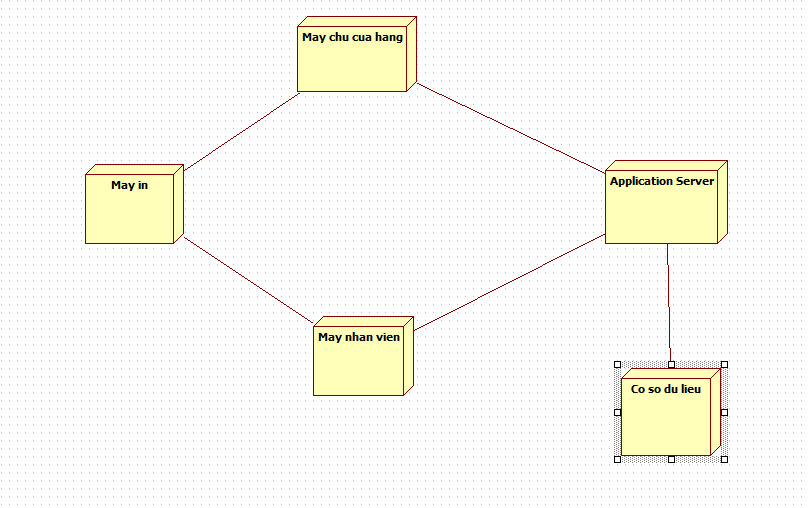 May chu cua hang
May in
Application Server
May nhan vien
Co so du lieu